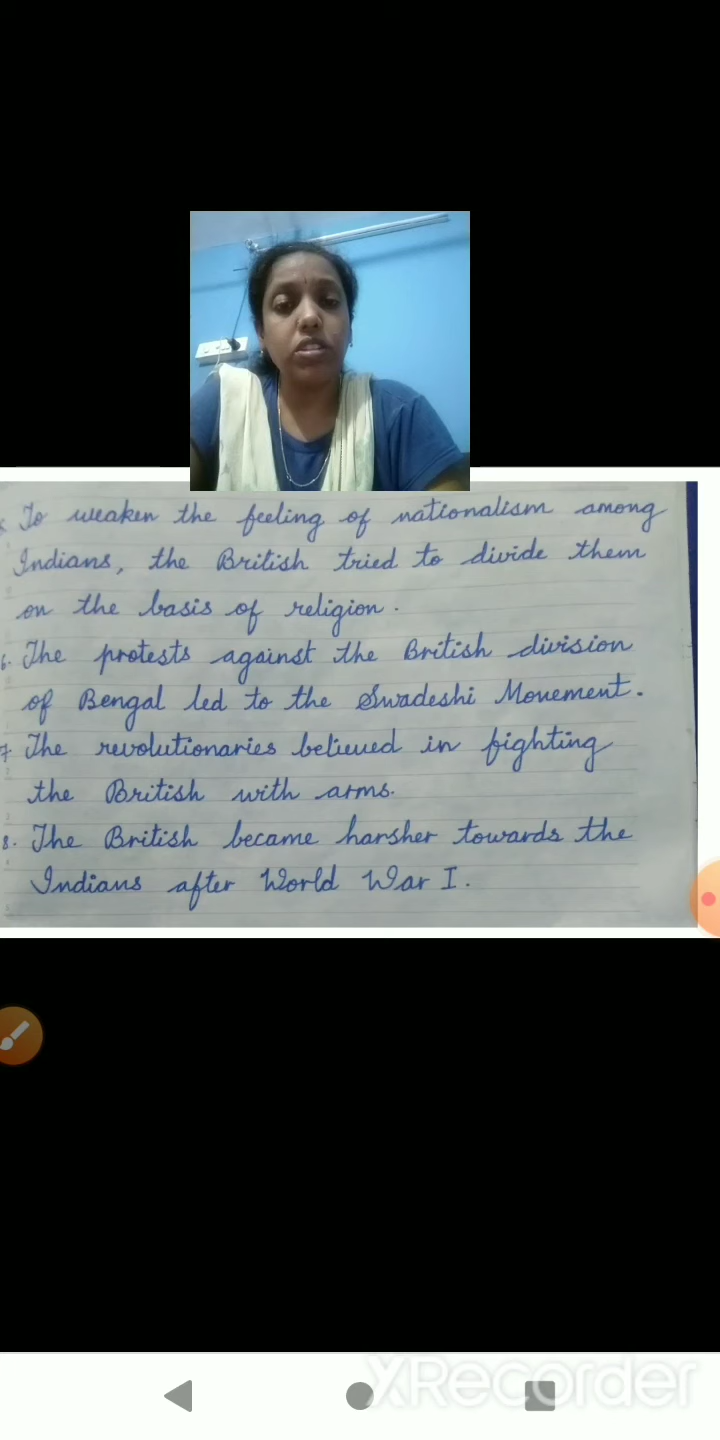 5. To weaken the feeling of nationalism among
Indians, the British tried to divide them
on the basis of religion.
6. The protests against the British division
of Bengal led to the Swadeshi Movement.
7. The revolutionaries believed in fighting
the British with arms.
8. The British became harsher towards the
Indians after World War I.
XRecorder